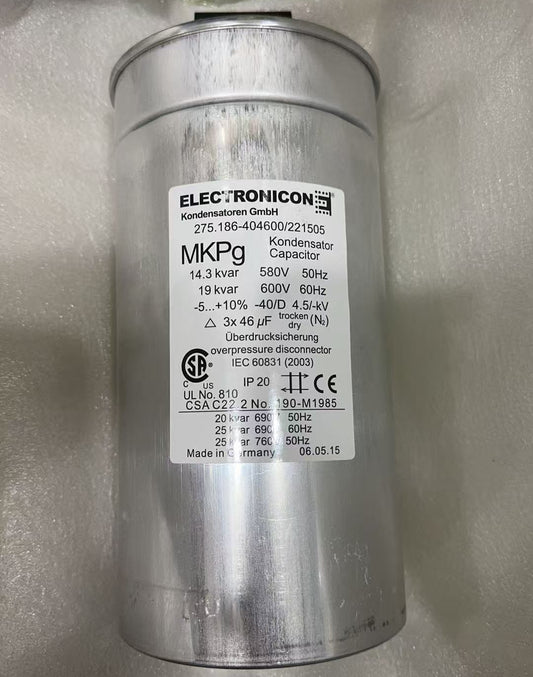 ELECTRONICON E
Kondensatoren GmbH
275.186-404600/221505
MKPg Kondensator
Capacitor
14.3 kvar 580V 50Hz
19 kvar 600V 60Hz
-5...+10% -40/D 4.5/-kV
△ 3x 46 µF trocken (N₂)
dry
Überdrucksicherung
overpressure disconnector
IEC 60831 (2003)
SA
C US
IP 20 CE
UL No. 810
CSA C22.2 No. 190-M1985
20 kvar 690V 50Hz
25 kvar 690V 60Hz
25 kvar 760V 50Hz
Made in Germany 06.05.15